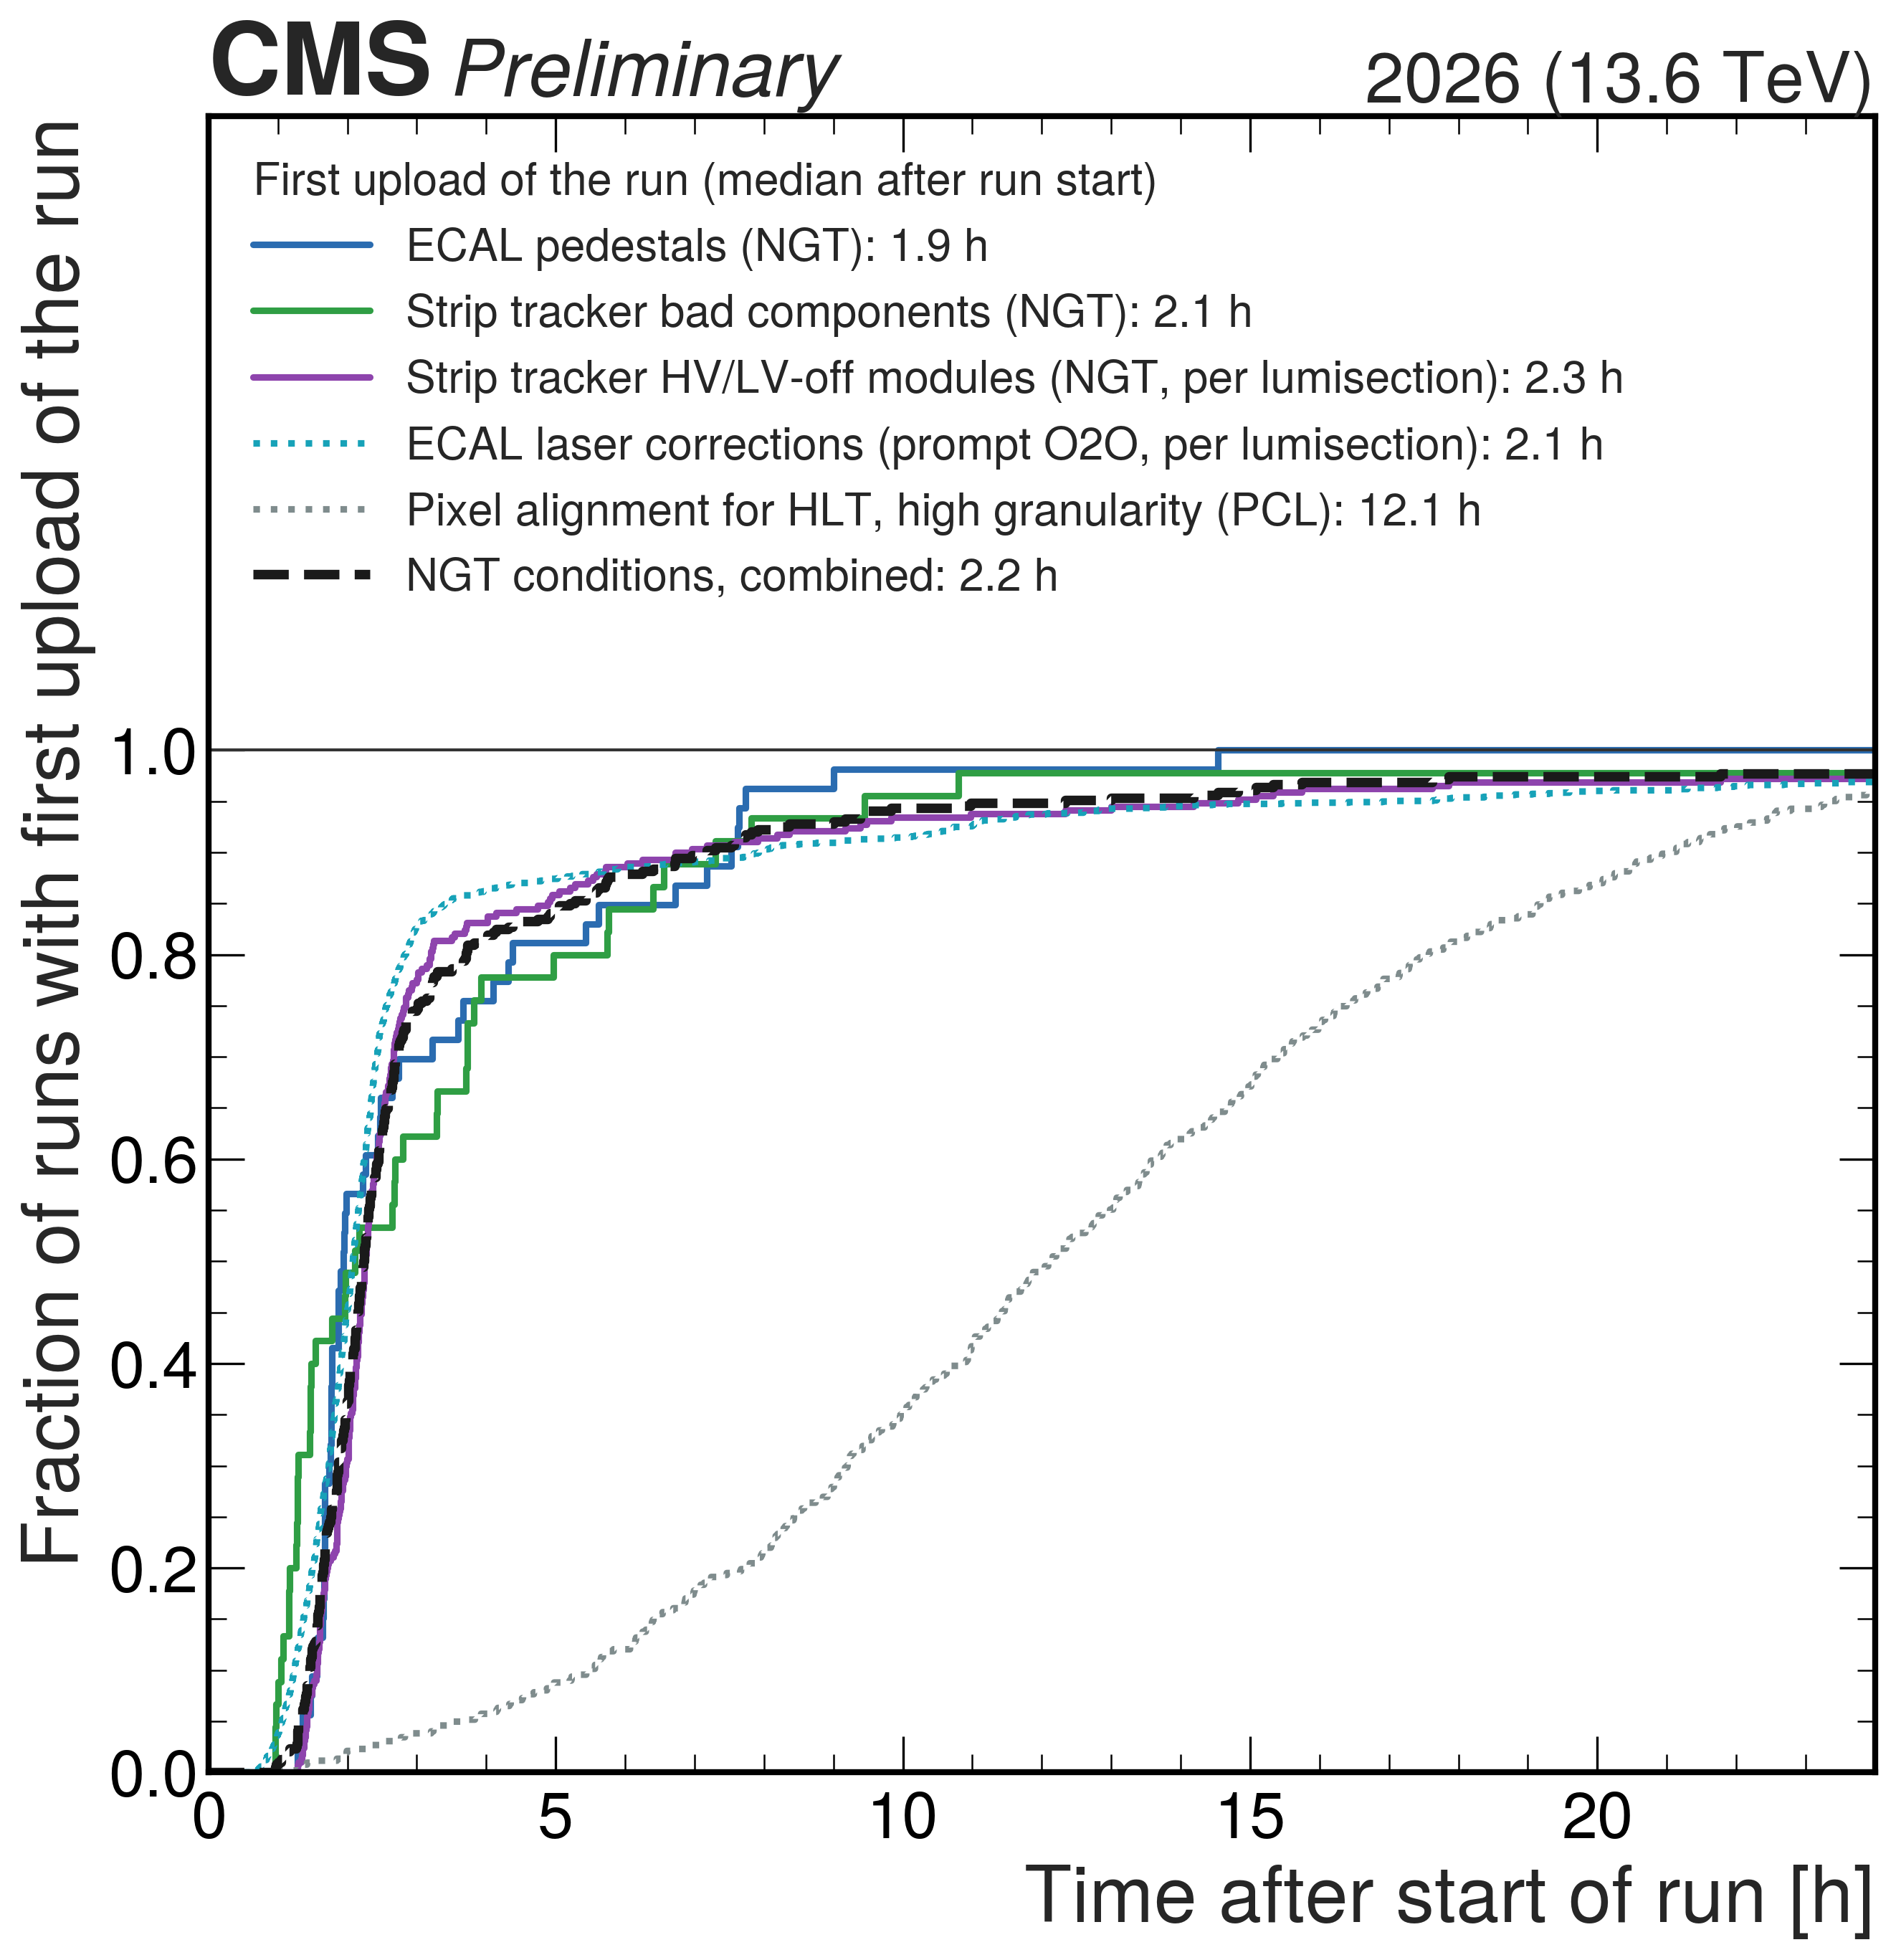 CMS Preliminary
2026 (13.6 TeV)
Fraction of runs with first upload of the run
First upload of the run (median after run start)
ECAL pedestals (NGT): 1.9 h
Strip tracker bad components (NGT): 2.1 h
Strip tracker HV/LV-off modules (NGT, per lumisection): 2.3 h
ECAL laser corrections (prompt O2O, per lumisection): 2.1 h
Pixel alignment for HLT, high granularity (PCL): 12.1 h
NGT conditions, combined: 2.2 h
1.0
0.8
0.6
0.4
0.2
0.0
0 5 10 15 20
Time after start of run [h]